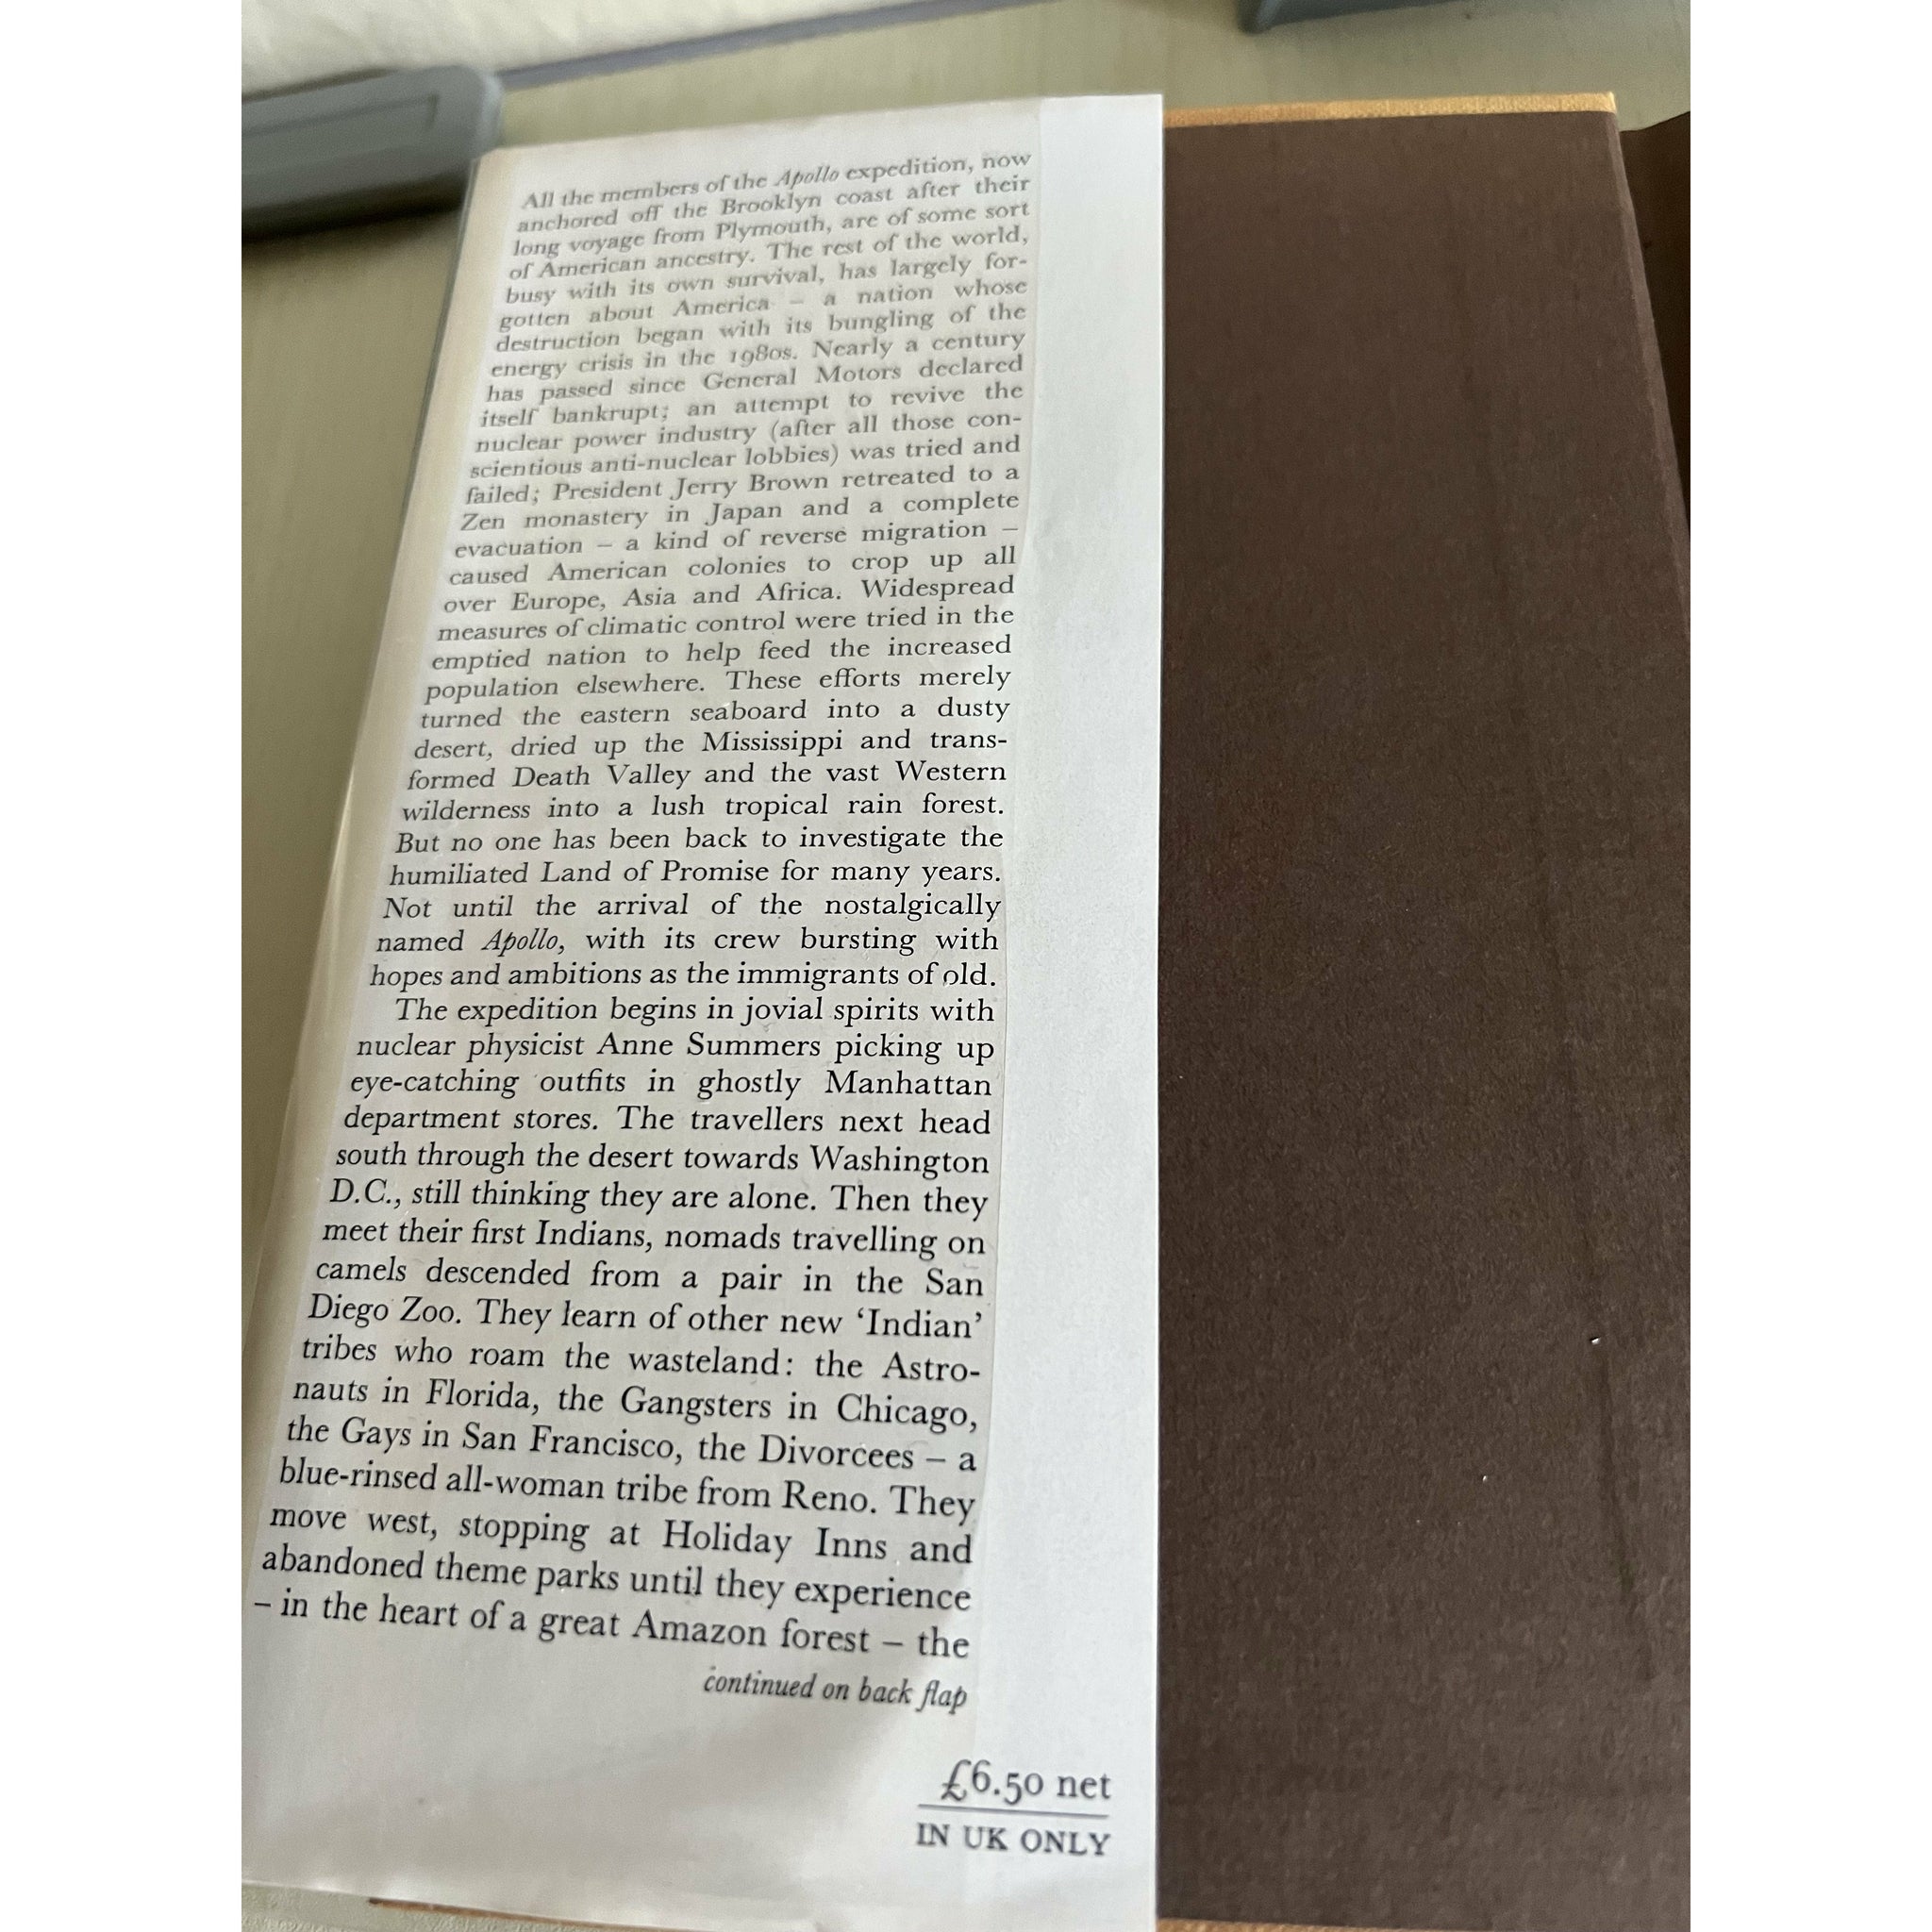 All the members of the Apollo expedition, now
anchored off the Brooklyn coast after their
long voyage from Plymouth, are of some sort
of American ancestry. The rest of the world,
busy with its own survival, has largely for-
gotten about America – a nation whose
destruction began with its bungling of the
energy crisis in the 1980s. Nearly a century
has passed since General Motors declared
itself bankrupt; an attempt to revive the
nuclear power industry (after all those con-
scientious anti-nuclear lobbies) was tried and
failed; President Jerry Brown retreated to a
Zen monastery in Japan and a complete
evacuation – a kind of reverse migration –
caused American colonies to crop up all
over Europe, Asia and Africa. Widespread
measures of climatic control were tried in the
emptied nation to help feed the increased
population elsewhere. These efforts merely
turned the eastern seaboard into a dusty
desert, dried up the Mississippi and trans-
formed Death Valley and the vast Western
wilderness into a lush tropical rain forest.
But no one has been back to investigate the
humiliated Land of Promise for many years.
Not until the arrival of the nostalgically
named Apollo, with its crew bursting with
hopes and ambitions as the immigrants of old.
The expedition begins in jovial spirits with
nuclear physicist Anne Summers picking up
eye-catching outfits in ghostly Manhattan
department stores. The travellers next head
south through the desert towards Washington
D.C., still thinking they are alone. Then they
meet their first Indians, nomads travelling on
camels descended from a pair in the San
Diego Zoo. They learn of other new ‘Indian’
tribes who roam the wasteland: the Astro-
nauts in Florida, the Gangsters in Chicago,
the Gays in San Francisco, the Divorcees – a
blue-rinsed all-woman tribe from Reno. They
move west, stopping at Holiday Inns and
abandoned theme parks until they experience
– in the heart of a great Amazon forest – the
continued on back flap
£6.50 net
IN UK ONLY